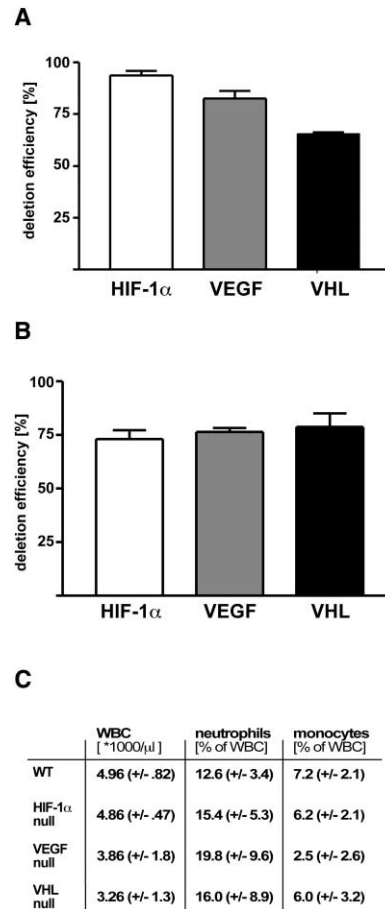 A
deletion efficiency [%]
100
75
50
25
HIF-1α VEGF VHL
B
deletion efficiency [%]
100
75
50
25
HIF-1α VEGF VHL
C
WBC neutrophils monocytes
[ *1000/µl ] [% of WBC] [% of WBC]
WT 4.96 (+/- .82) 12.6 (+/- 3.4) 7.2 (+/- 2.1)
HIF-1α
null 4.86 (+/- .47) 15.4 (+/- 5.3) 6.2 (+/- 2.1)
VEGF
null 3.86 (+/- 1.8) 19.8 (+/- 9.6) 2.5 (+/- 2.6)
VHL
null 3.26 (+/- 1.3) 16.0 (+/- 8.9) 6.0 (+/- 3.2)